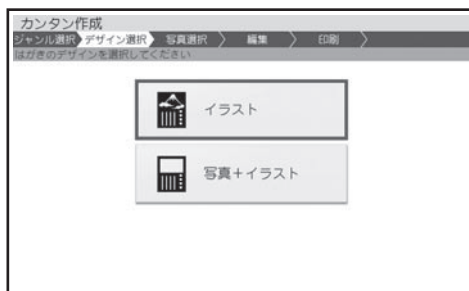 カンタン作成
ジャンル選択 デザイン選択 写真選択 編集 印刷
はがきのデザインを選択してください
イラスト
写真+イラスト